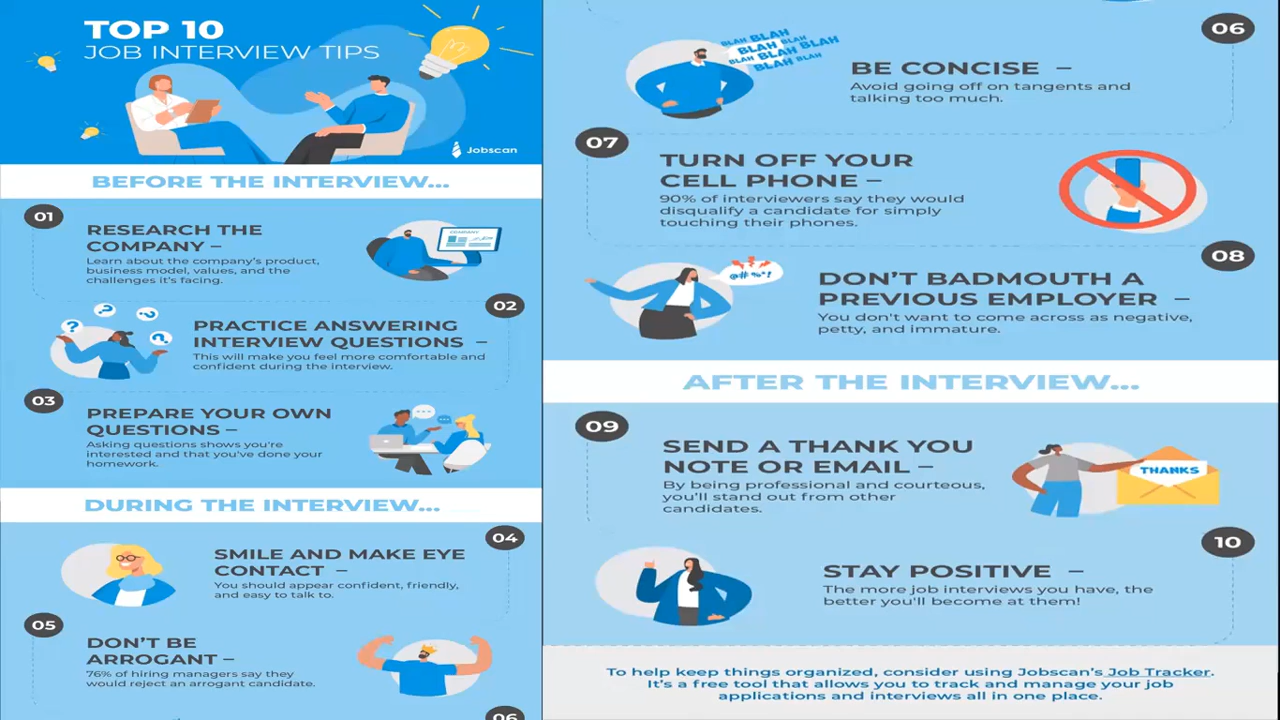 TOP 10
JOB INTERVIEW TIPS
Jobscan
BEFORE THE INTERVIEW...
01
RESEARCH THE
COMPANY –
Learn about the company's product,
business model, values, and the
challenges it's facing.
COMPANY
02
? ? ? ?
PRACTICE ANSWERING
INTERVIEW QUESTIONS –
This will make you feel more comfortable and
confident during the interview.
03
PREPARE YOUR OWN
QUESTIONS –
Asking questions shows you're
interested and that you've done your
homework.
DURING THE INTERVIEW...
04
SMILE AND MAKE EYE
CONTACT –
You should appear confident, friendly,
and easy to talk to.
05
DON'T BE
ARROGANT –
76% of hiring managers say they
would reject an arrogant candidate.
06
06
BLAH BLAH
BLAH BLAH BLAH
BLAH BLAH BLAH
BLAH BLAH
BE CONCISE –
Avoid going off on tangents and
talking too much.
07
TURN OFF YOUR
CELL PHONE –
90% of interviewers say they would
disqualify a candidate for simply
touching their phones.
08
@!# %*!
DON'T BADMOUTH A
PREVIOUS EMPLOYER –
You don't want to come across as negative,
petty, and immature.
AFTER THE INTERVIEW...
09
SEND A THANK YOU
NOTE OR EMAIL –
By being professional and courteous,
you'll stand out from other
candidates.
THANKS
10
STAY POSITIVE –
The more job interviews you have, the
better you'll become at them!
To help keep things organized, consider using Jobscan's Job Tracker.
It's a free tool that allows you to track and manage your job
applications and interviews all in one place.